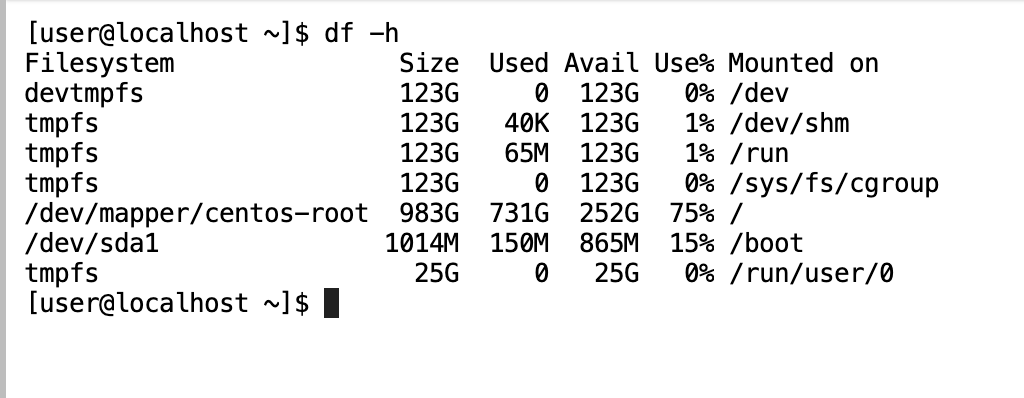 [user@localhost ~]$ df -h
Filesystem               Size  Used Avail Use% Mounted on
devtmpfs                 123G     0  123G   0% /dev
tmpfs                    123G   40K  123G   1% /dev/shm
tmpfs                    123G   65M  123G   1% /run
tmpfs                    123G     0  123G   0% /sys/fs/cgroup
/dev/mapper/centos-root  983G  731G  252G  75% /
/dev/sda1               1014M  150M  865M  15% /boot
tmpfs                     25G     0   25G   0% /run/user/0
[user@localhost ~]$